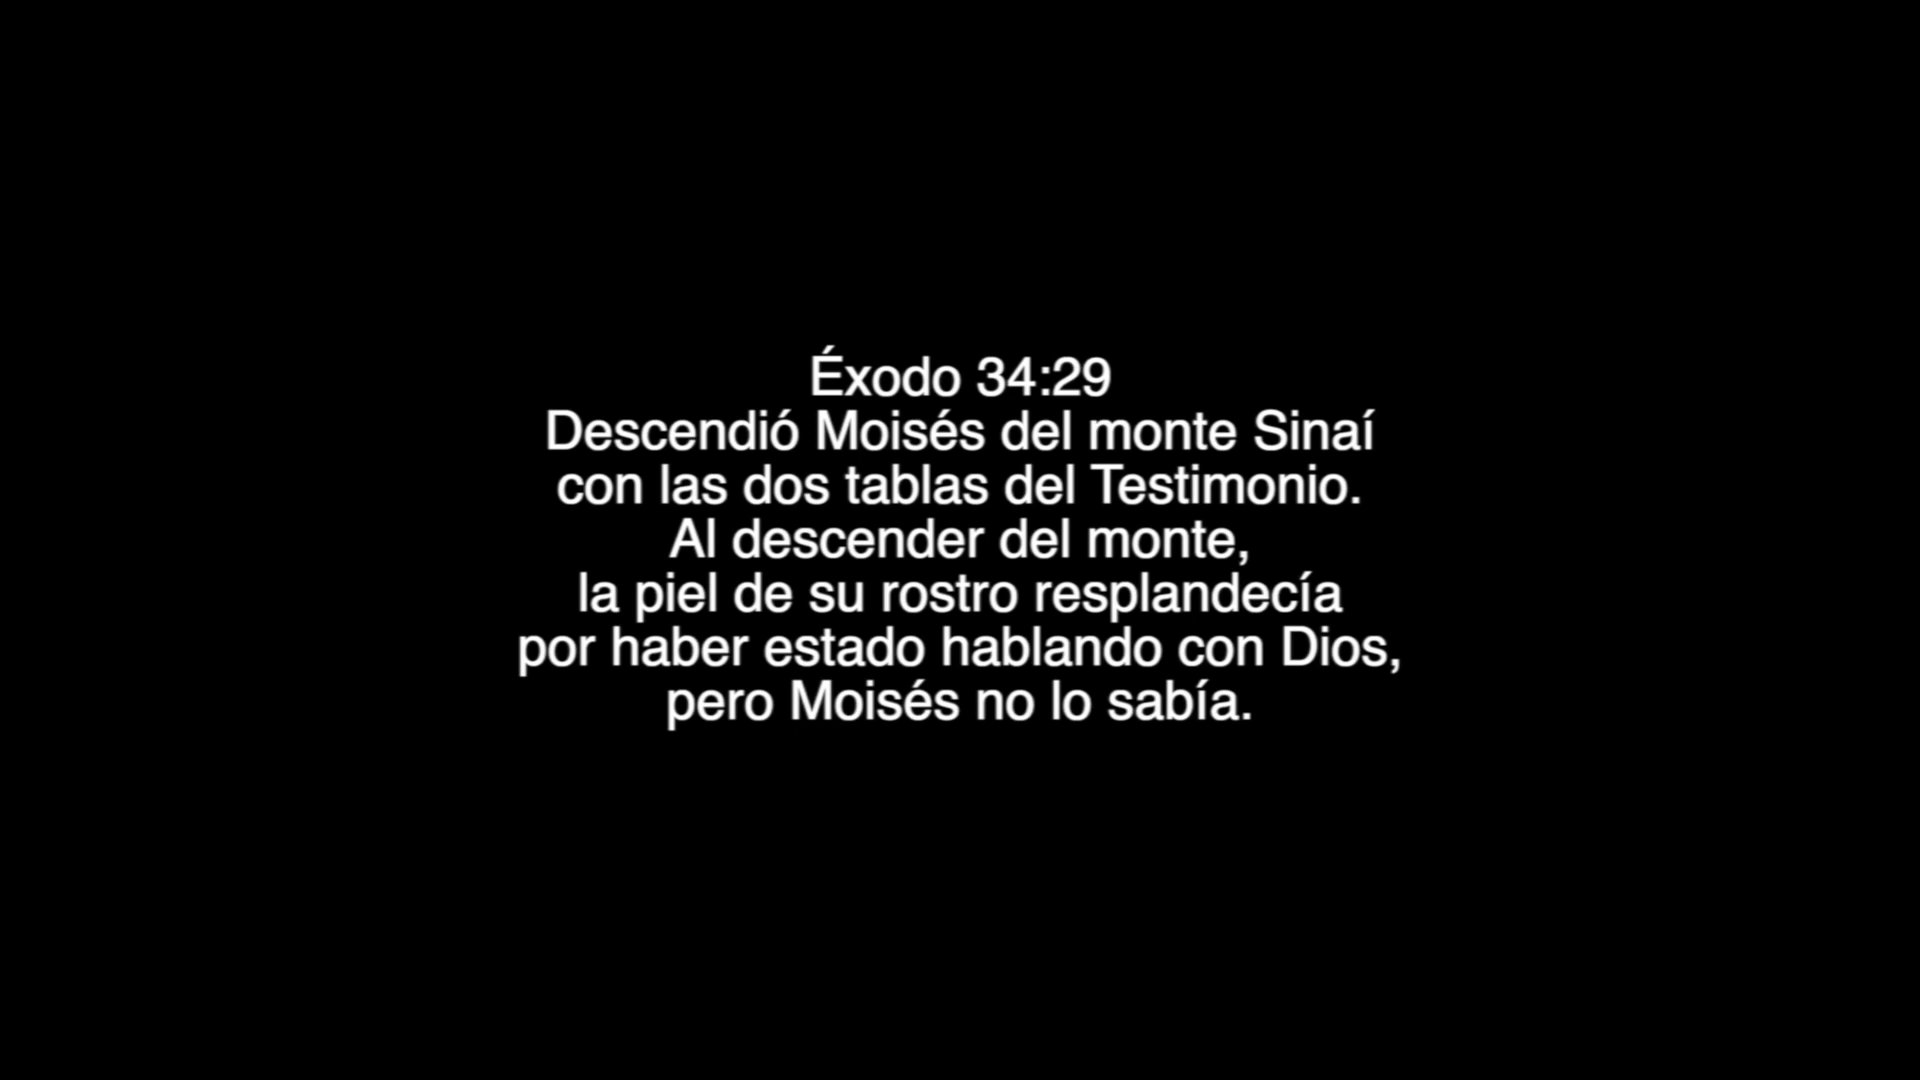 Éxodo 34:29
Descendió Moisés del monte Sinaí
con las dos tablas del Testimonio.
Al descender del monte,
la piel de su rostro resplandecía
por haber estado hablando con Dios,
pero Moisés no lo sabía.